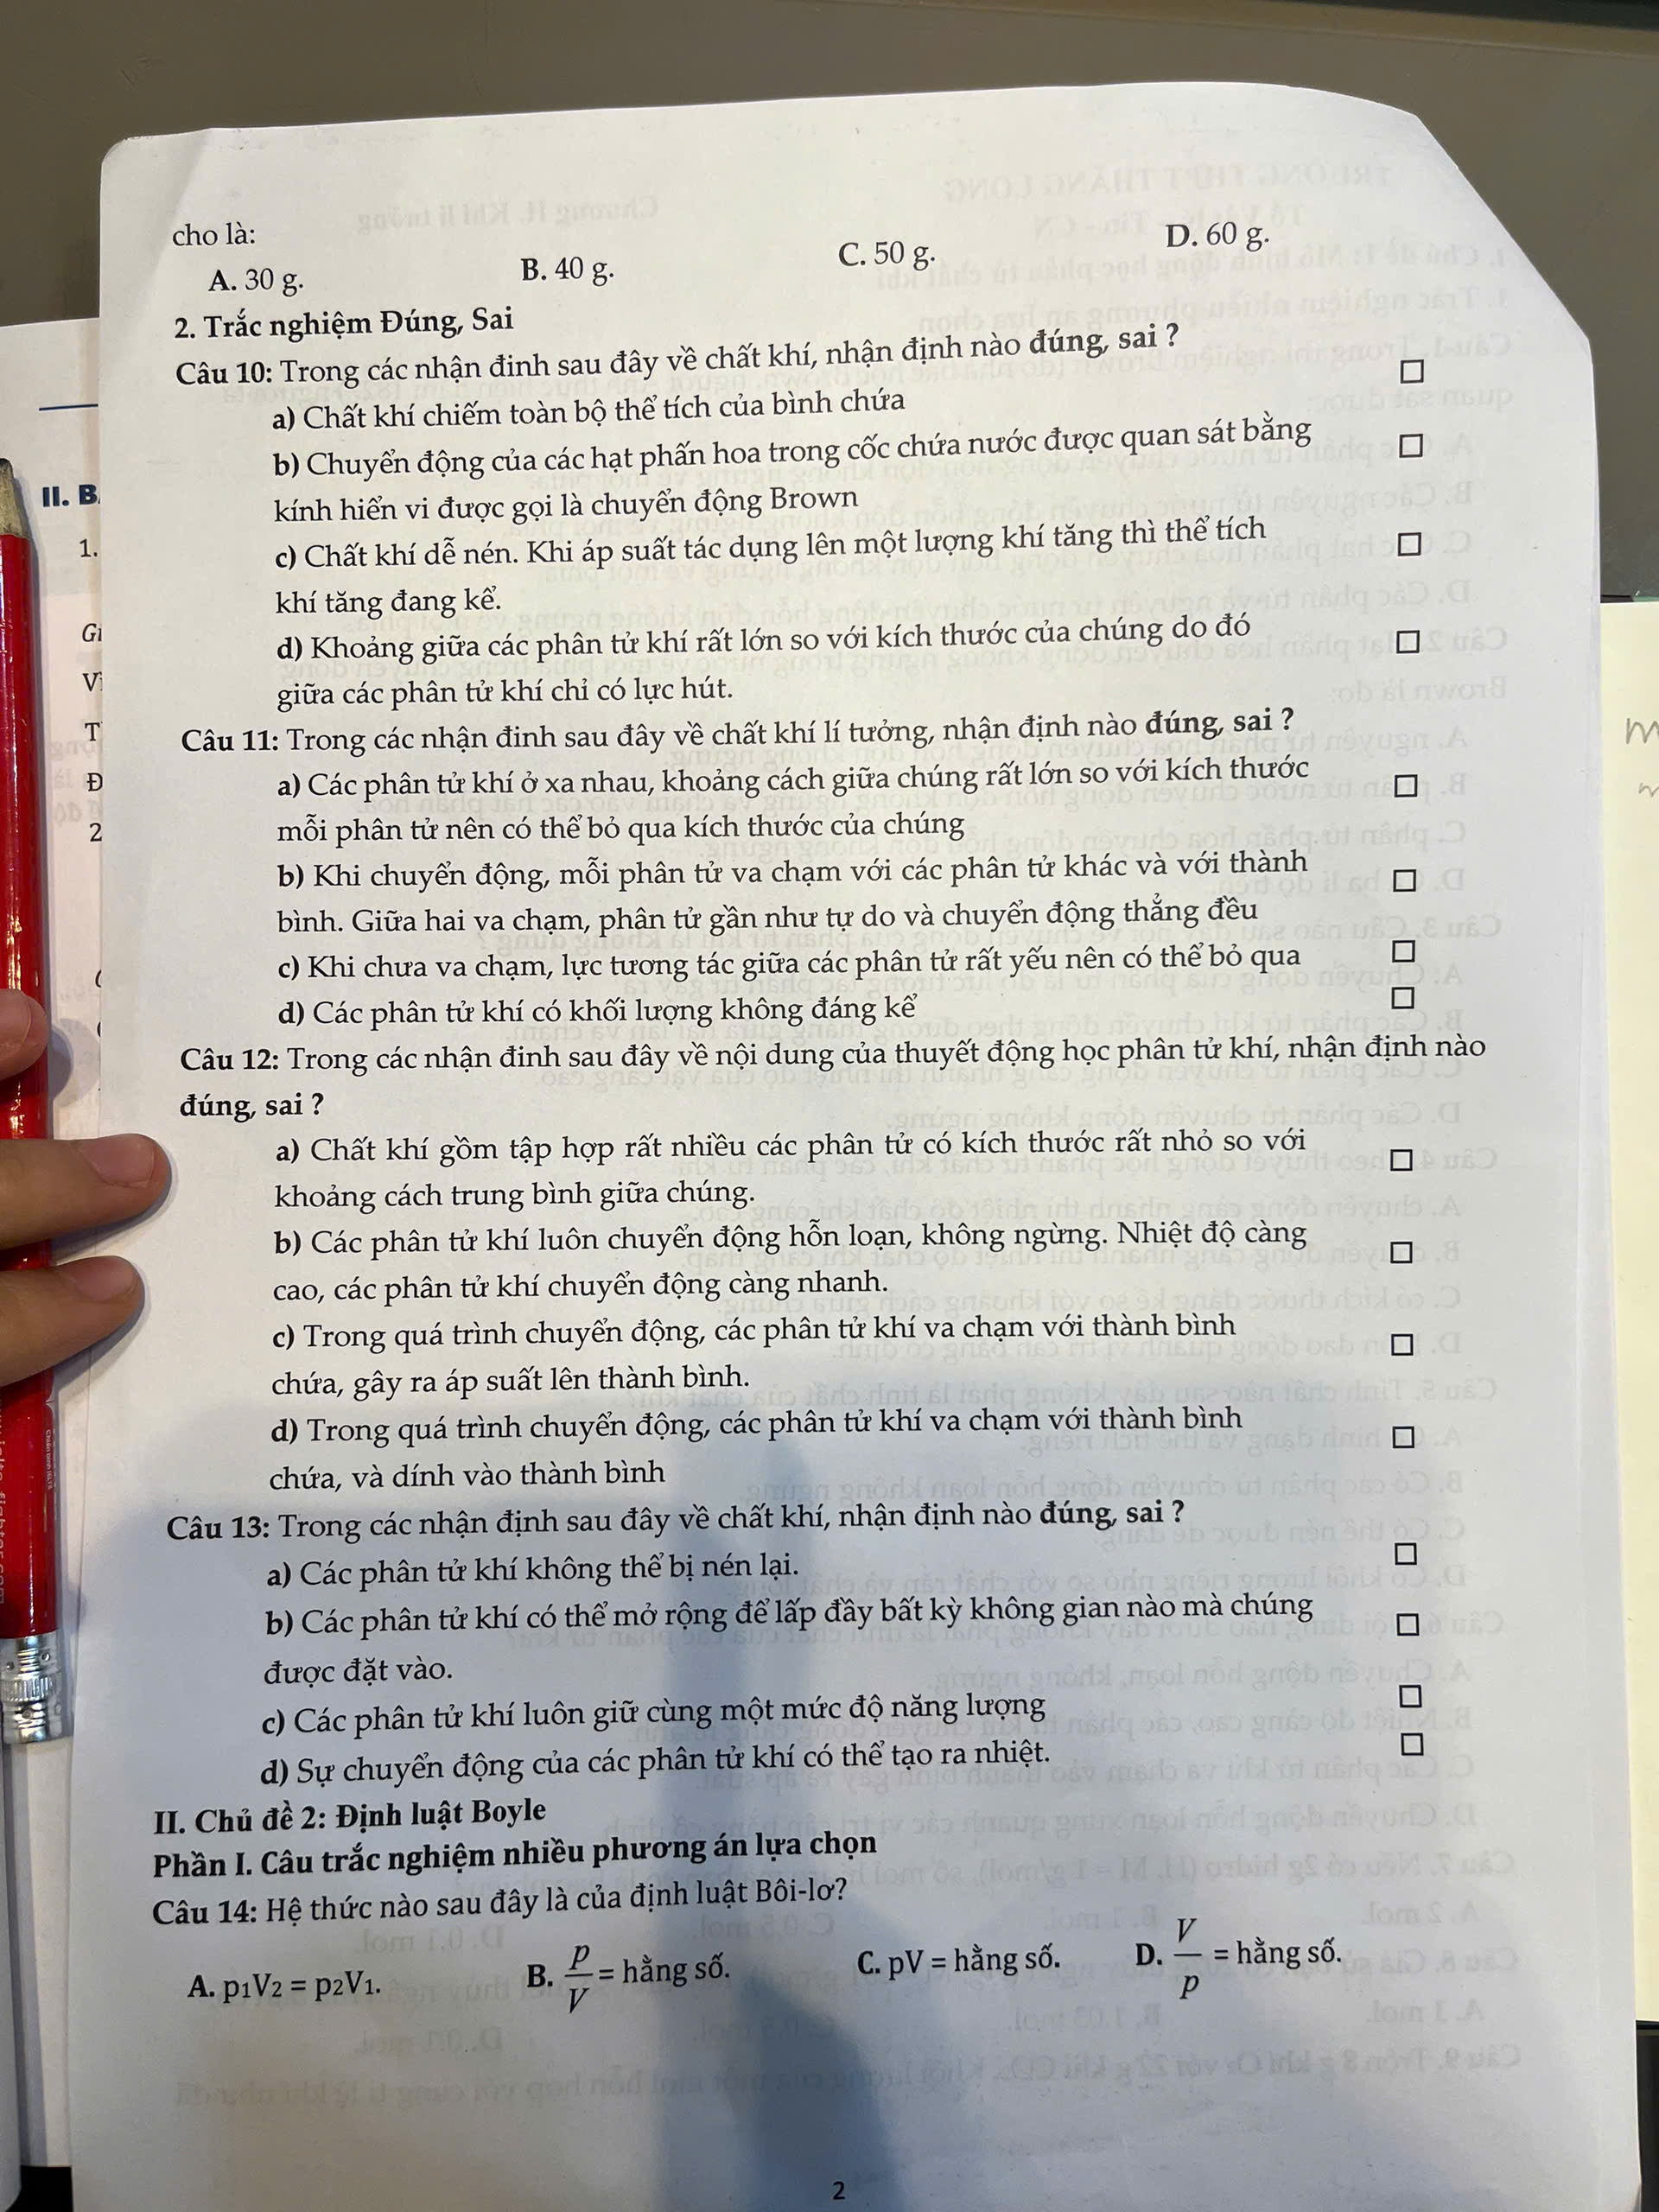 cho là:
A. 30 g. B. 40 g. C. 50 g. D. 60 g.
2. Trắc nghiệm Đúng, Sai
Câu 10: Trong các nhận đinh sau đây về chất khí, nhận định nào đúng, sai ?
a) Chất khí chiếm toàn bộ thể tích của bình chứa
b) Chuyển động của các hạt phấn hoa trong cốc chứa nước được quan sát bằng
kính hiển vi được gọi là chuyển động Brown
c) Chất khí dễ nén. Khi áp suất tác dụng lên một lượng khí tăng thì thể tích
khí tăng đang kể.
d) Khoảng giữa các phân tử khí rất lớn so với kích thước của chúng do đó
giữa các phân tử khí chỉ có lực hút.
Câu 11: Trong các nhận đinh sau đây về chất khí lí tưởng, nhận định nào đúng, sai ?
a) Các phân tử khí ở xa nhau, khoảng cách giữa chúng rất lớn so với kích thước
mỗi phân tử nên có thể bỏ qua kích thước của chúng
b) Khi chuyển động, mỗi phân tử va chạm với các phân tử khác và với thành
bình. Giữa hai va chạm, phân tử gần như tự do và chuyển động thẳng đều
c) Khi chưa va chạm, lực tương tác giữa các phân tử rất yếu nên có thể bỏ qua
d) Các phân tử khí có khối lượng không đáng kể
Câu 12: Trong các nhận đinh sau đây về nội dung của thuyết động học phân tử khí, nhận định nào
đúng, sai ?
a) Chất khí gồm tập hợp rất nhiều các phân tử có kích thước rất nhỏ so với
khoảng cách trung bình giữa chúng.
b) Các phân tử khí luôn chuyển động hỗn loạn, không ngừng. Nhiệt độ càng
cao, các phân tử khí chuyển động càng nhanh.
c) Trong quá trình chuyển động, các phân tử khí va chạm với thành bình
chứa, gây ra áp suất lên thành bình.
d) Trong quá trình chuyển động, các phân tử khí va chạm với thành bình
chứa, và dính vào thành bình
Câu 13: Trong các nhận định sau đây về chất khí, nhận định nào đúng, sai ?
a) Các phân tử khí không thể bị nén lại.
b) Các phân tử khí có thể mở rộng để lấp đầy bất kỳ không gian nào mà chúng
được đặt vào.
c) Các phân tử khí luôn giữ cùng một mức độ năng lượng
d) Sự chuyển động của các phân tử khí có thể tạo ra nhiệt.
II. Chủ đề 2: Định luật Boyle
Phần I. Câu trắc nghiệm nhiều phương án lựa chọn
Câu 14: Hệ thức nào sau đây là của định luật Bôi-lơ?
A. p1V2 = p2V1. B. p/V = hằng số. C. pV = hằng số. D. V/p = hằng số.
2
II. B
1.